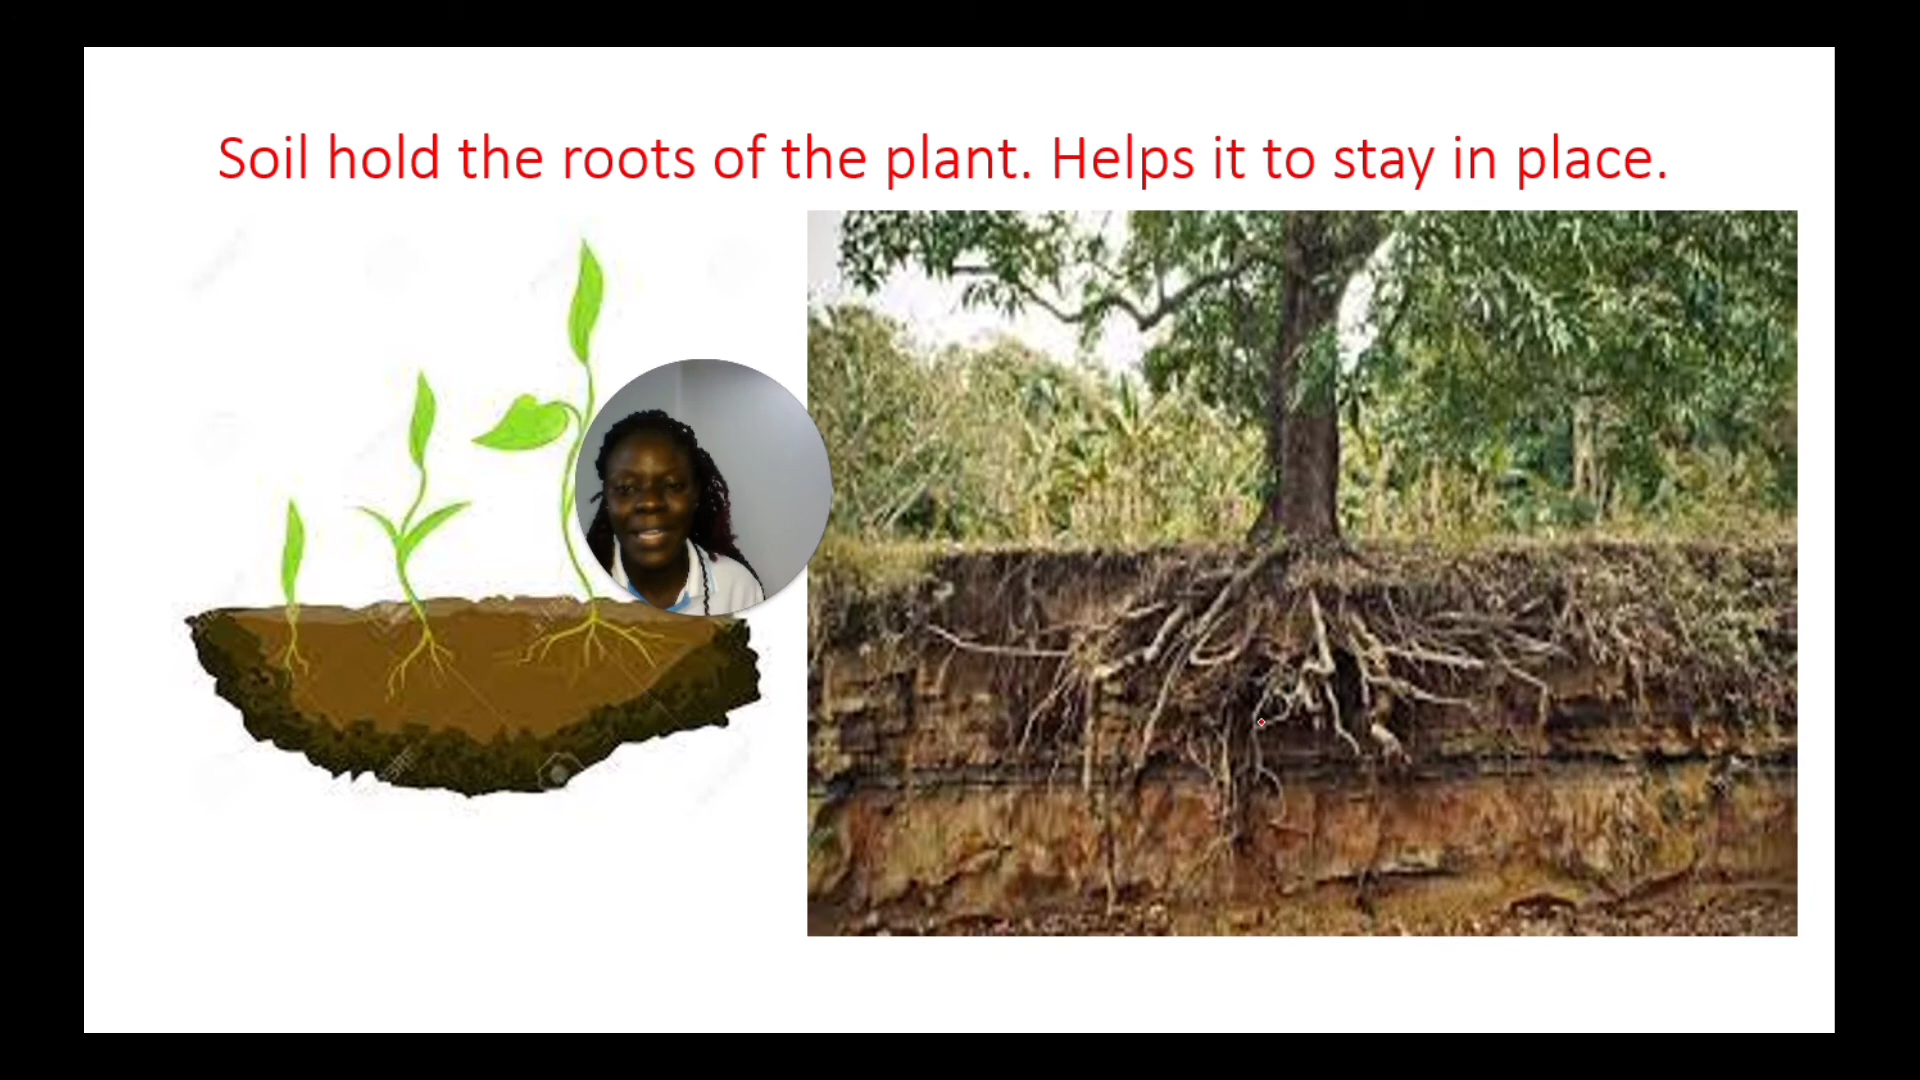 Soil hold the roots of the plant. Helps it to stay in place.